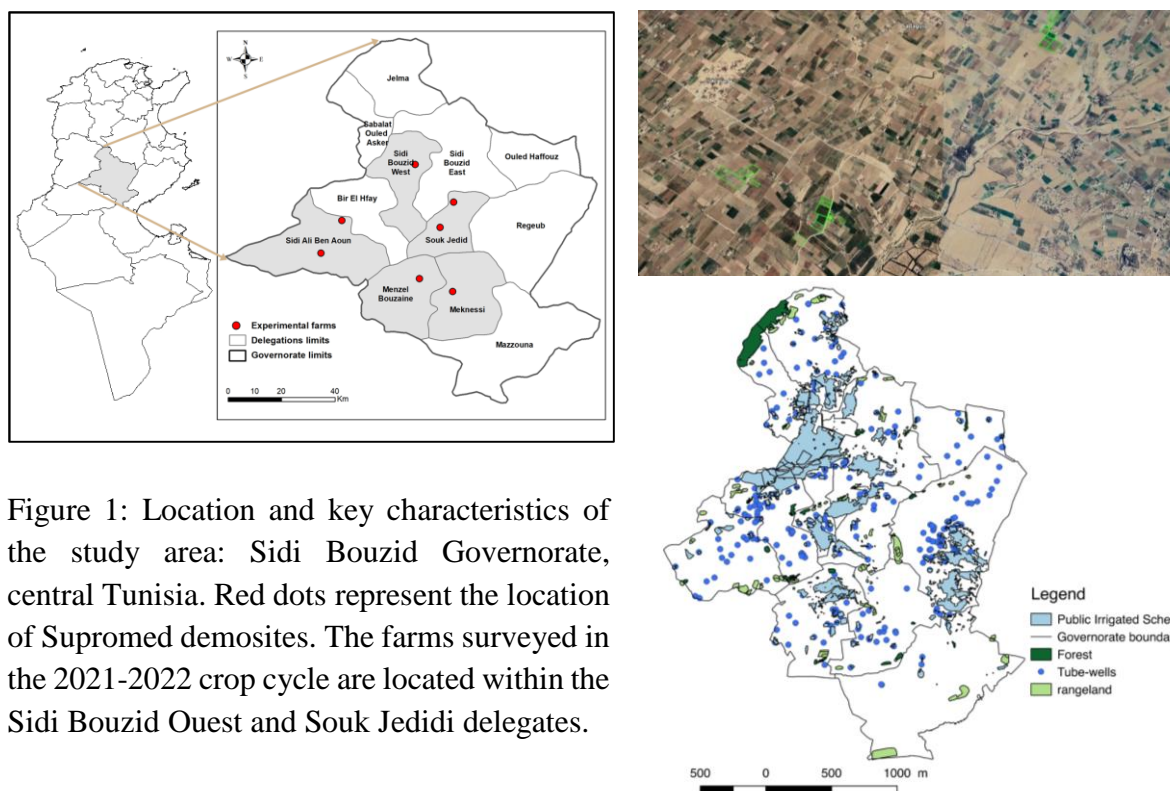 N
W E
S
Jelma
Sabalat
Ouled
Asker
Sidi
Bouzid
West
Sidi
Bouzid
East
Ouled Haffouz
Bir El Hfay
Regeub
Sidi Ali Ben Aoun
Souk Jedid
Menzel
Bouzaine
Meknessi
Mazzouna
Experimental farms
Delegations limits
Governorate limits
0 10 20 40
Km
Figure 1: Location and key characteristics of
the study area: Sidi Bouzid Governorate,
central Tunisia. Red dots represent the location
of Supromed demosites. The farms surveyed in
the 2021-2022 crop cycle are located within the
Sidi Bouzid Ouest and Souk Jedidi delegates.
Legend
Public Irrigated Sche
Governorate bounda
Forest
Tube-wells
rangeland
500 0 500 1000 m